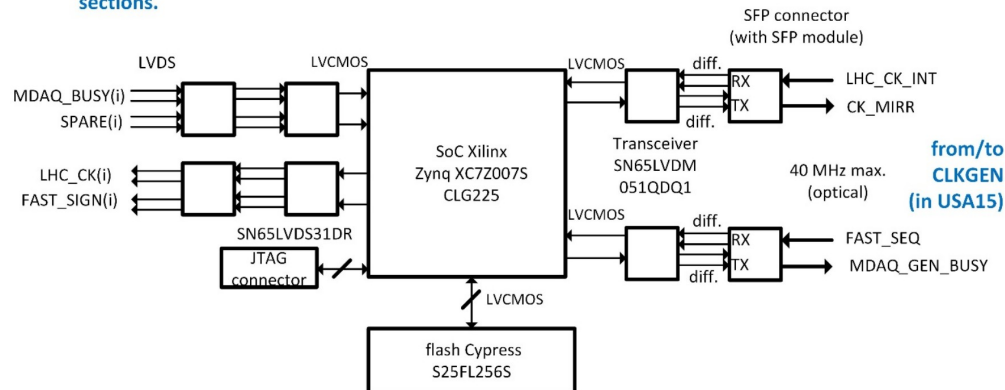 sections.
SFP connector
(with SFP module)
LVDS
LVCMOS
LVCMOS
diff.
RX
TX
diff.
LHC_CK_INT
CK_MIRR
MDAQ_BUSY(i)
SPARE(i)
SoC Xilinx
Zynq XC7Z007S
CLG225
Transceiver
SN65LVDM
051QDQ1
40 MHz max.
(optical)
from/to
CLKGEN
(in USA15)
LHC_CK(i)
FAST_SIGN(i)
SN65LVDS31DR
JTAG
connector
LVCMOS
diff.
RX
TX
diff.
FAST_SEQ
MDAQ_GEN_BUSY
LVCMOS
flash Cypress
S25FL256S